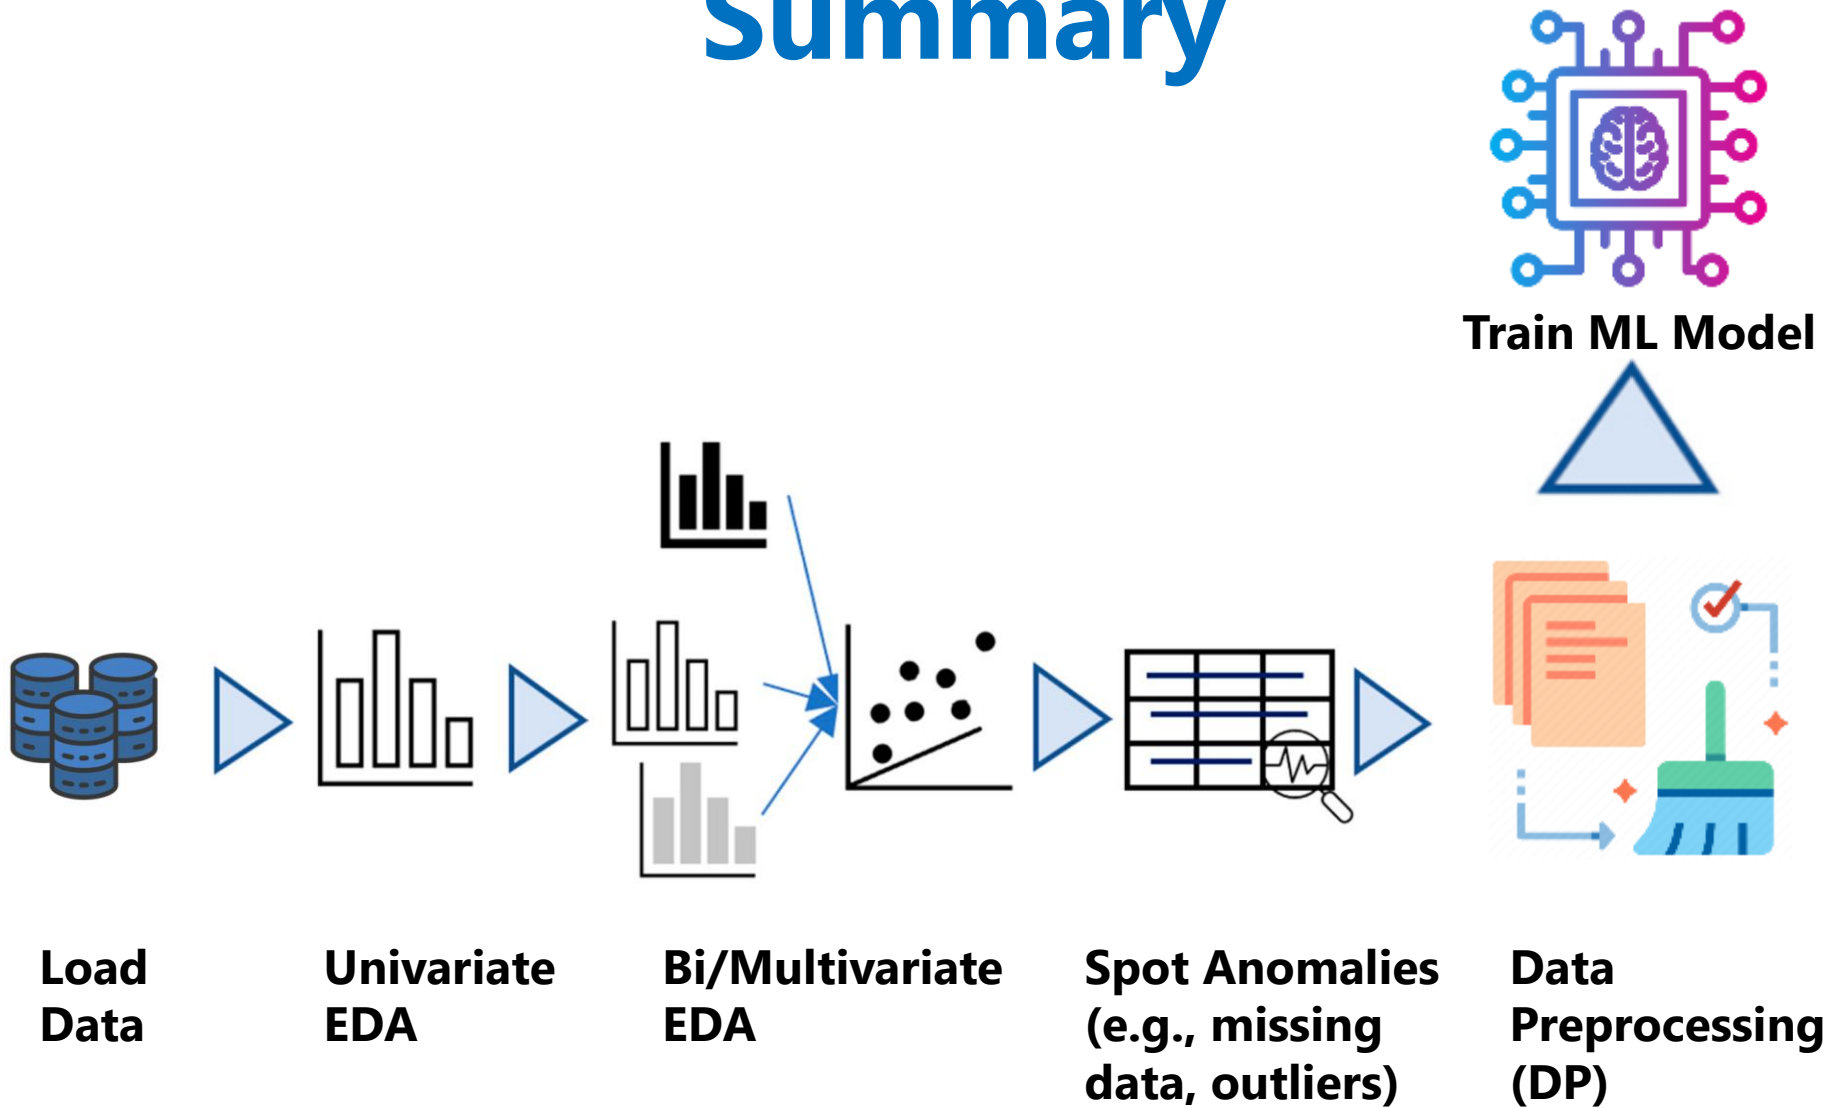 Summary
Train ML Model
Load
Data
Univariate
EDA
Bi/Multivariate
EDA
Spot Anomalies
(e.g., missing
data, outliers)
Data
Preprocessing
(DP)